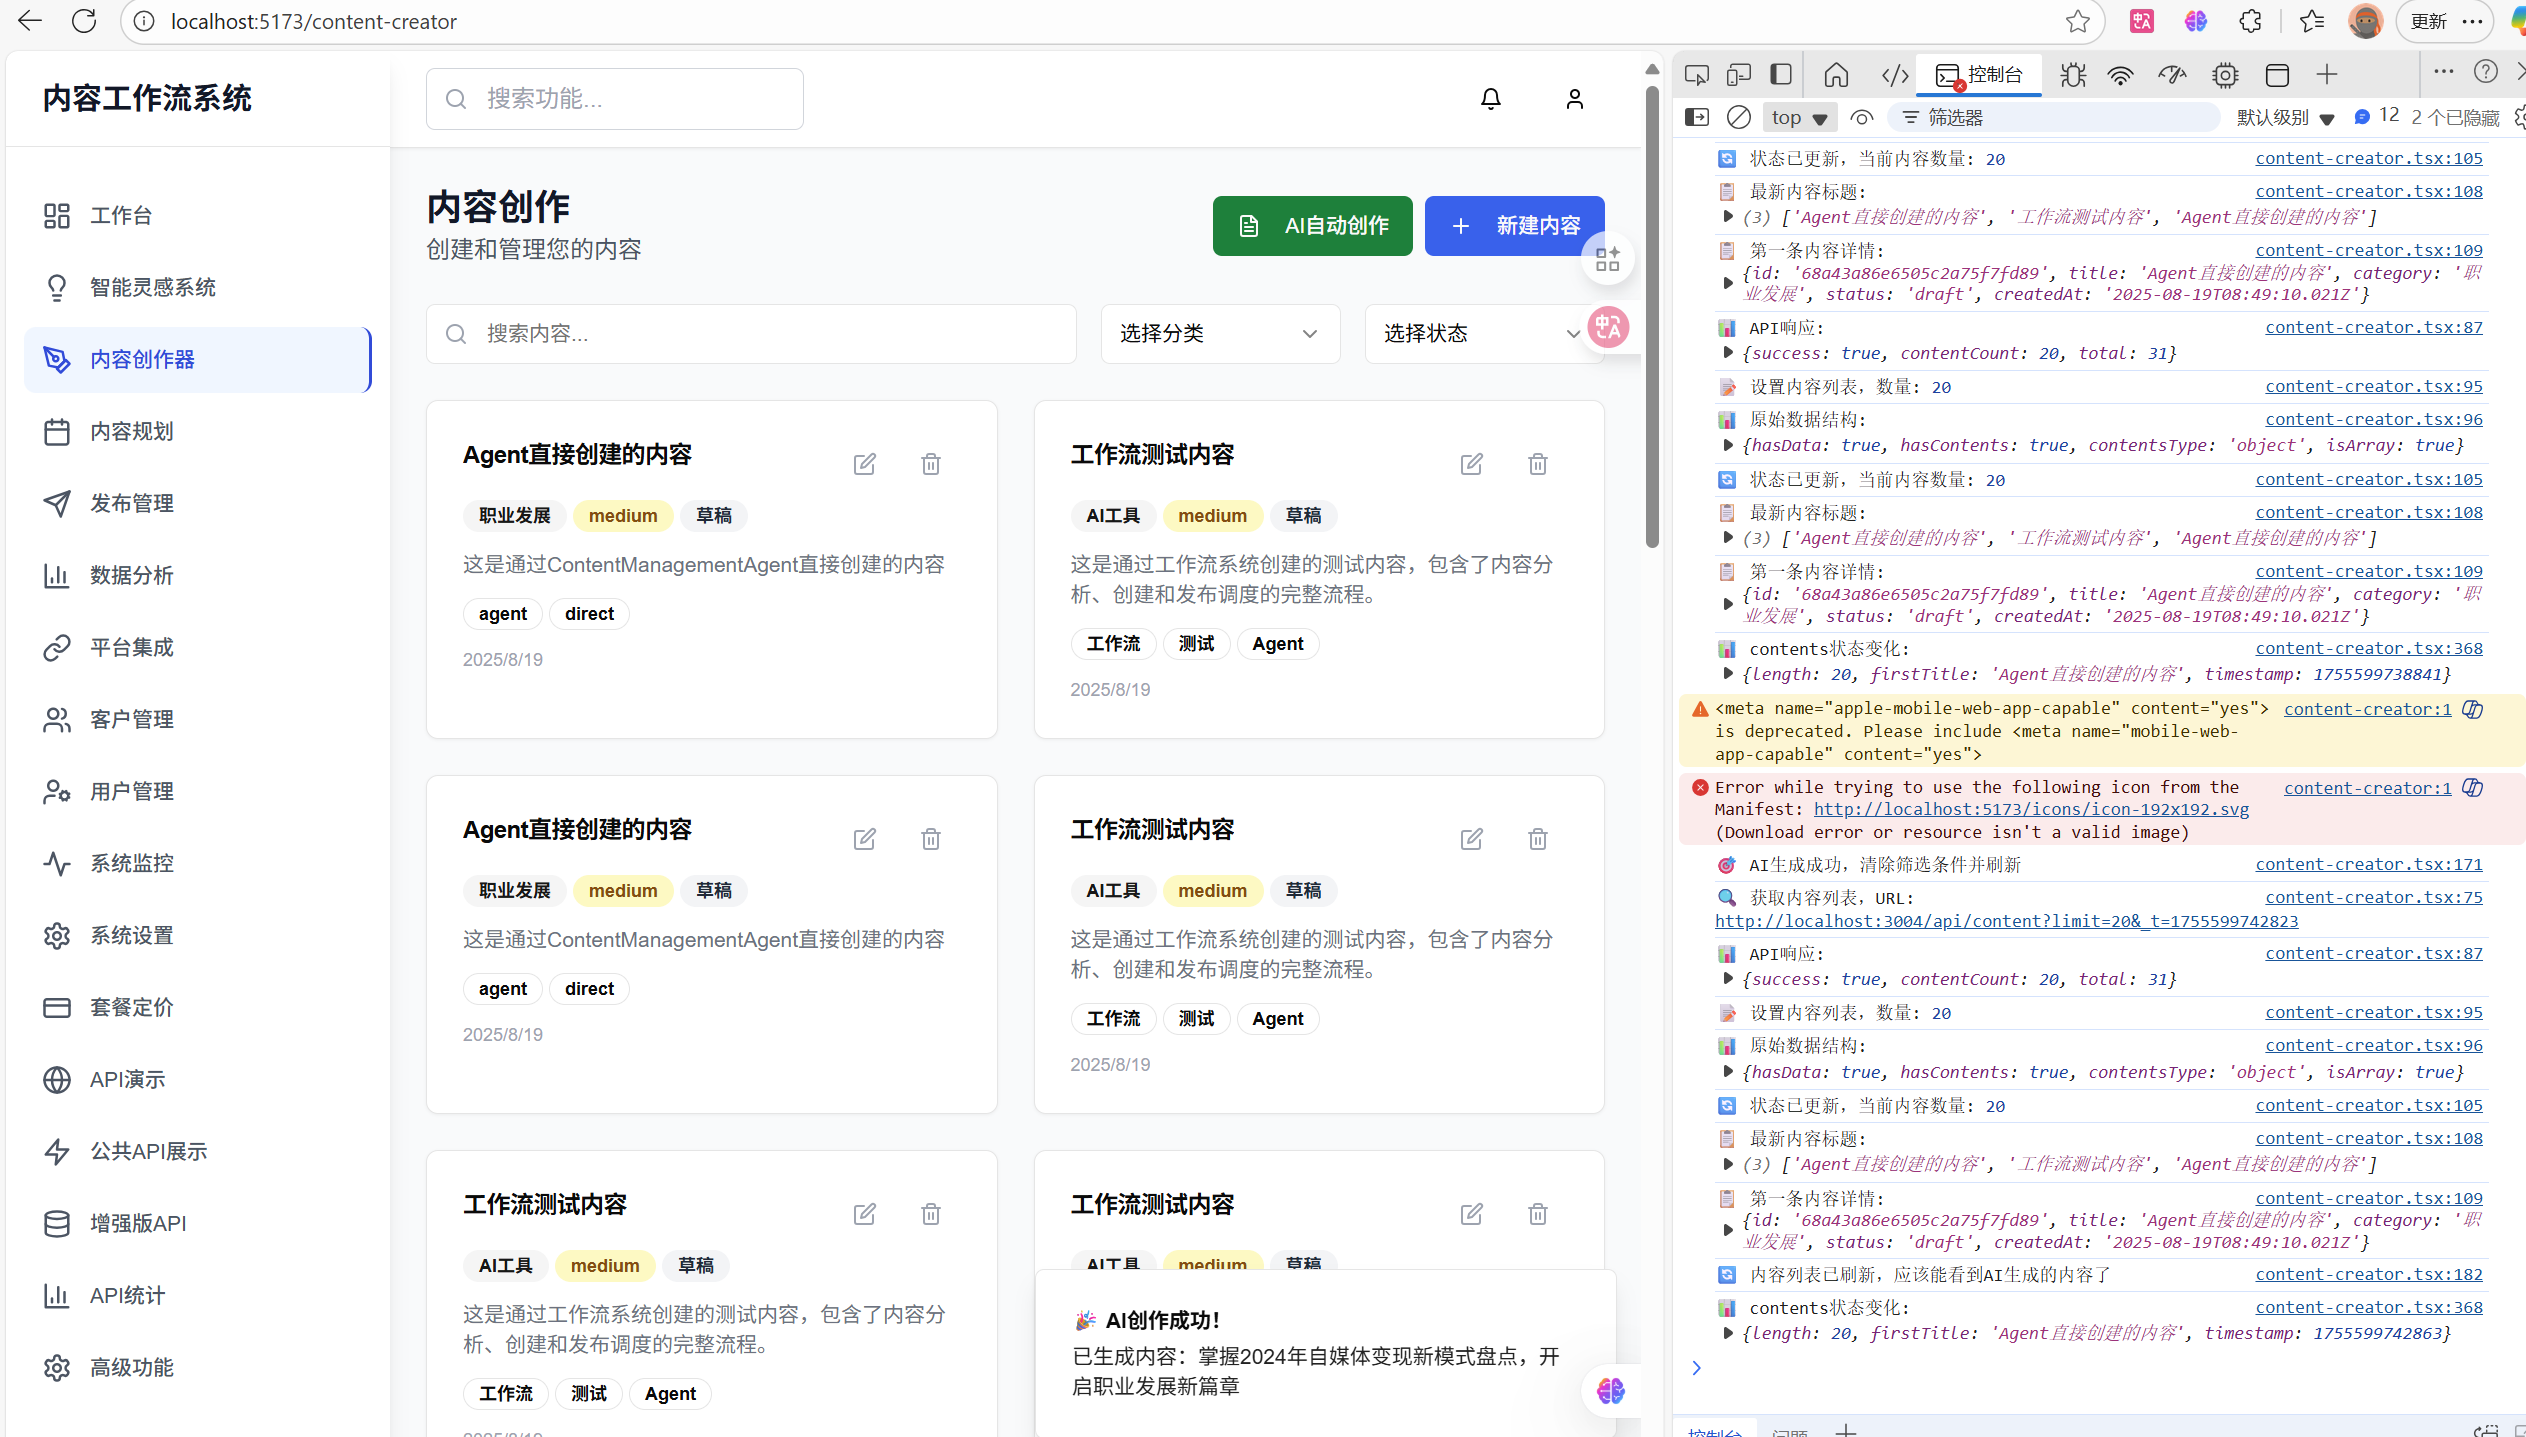 localhost:5173/content-creator
更新
内容工作流系统
搜索功能...
工作台
智能灵感系统
内容创作器
内容规划
发布管理
数据分析
平台集成
客户管理
用户管理
系统监控
系统设置
套餐定价
API演示
公共API展示
增强版API
API统计
高级功能
内容创作
创建和管理您的内容
AI自动创作
新建内容
搜索内容...
选择分类
选择状态
Agent直接创建的内容
职业发展 medium 草稿
这是通过ContentManagementAgent直接创建的内容
agent direct
2025/8/19
工作流测试内容
AI工具 medium 草稿
这是通过工作流系统创建的测试内容，包含了内容分
析、创建和发布调度的完整流程。
工作流 测试 Agent
2025/8/19
Agent直接创建的内容
职业发展 medium 草稿
这是通过ContentManagementAgent直接创建的内容
agent direct
2025/8/19
工作流测试内容
AI工具 medium 草稿
这是通过工作流系统创建的测试内容，包含了内容分
析、创建和发布调度的完整流程。
工作流 测试 Agent
2025/8/19
工作流测试内容
AI工具 medium 草稿
这是通过工作流系统创建的测试内容，包含了内容分
析、创建和发布调度的完整流程。
工作流 测试 Agent
2025/8/19
工作流测试内容
AI工具 medium 草稿
🎉 AI创作成功！
已生成内容：掌握2024年自媒体变现新模式盘点，开
启职业发展新篇章
控制台
top 筛选器 默认级别 12 2 个已隐藏
状态已更新，当前内容数量: 20 content-creator.tsx:105
最新内容标题: content-creator.tsx:108
(3) ['Agent直接创建的内容', '工作流测试内容', 'Agent直接创建的内容']
第一条内容详情: content-creator.tsx:109
{id: '68a43a86e6505c2a75f7fd89', title: 'Agent直接创建的内容', category: '职
业发展', status: 'draft', createdAt: '2025-08-19T08:49:10.021Z'}
API响应: content-creator.tsx:87
{success: true, contentCount: 20, total: 31}
设置内容列表，数量: 20 content-creator.tsx:95
原始数据结构: content-creator.tsx:96
{hasData: true, hasContents: true, contentsType: 'object', isArray: true}
状态已更新，当前内容数量: 20 content-creator.tsx:105
最新内容标题: content-creator.tsx:108
(3) ['Agent直接创建的内容', '工作流测试内容', 'Agent直接创建的内容']
第一条内容详情: content-creator.tsx:109
{id: '68a43a86e6505c2a75f7fd89', title: 'Agent直接创建的内容', category: '职
业发展', status: 'draft', createdAt: '2025-08-19T08:49:10.021Z'}
contents状态变化: content-creator.tsx:368
{length: 20, firstTitle: 'Agent直接创建的内容', timestamp: 1755599738841}
<meta name="apple-mobile-web-app-capable" content="yes"> content-creator:1
is deprecated. Please include <meta name="mobile-web-
app-capable" content="yes">
Error while trying to use the following icon from the content-creator:1
Manifest: http://localhost:5173/icons/icon-192x192.svg
(Download error or resource isn't a valid image)
AI生成成功，清除筛选条件并刷新 content-creator.tsx:171
获取内容列表，URL: content-creator.tsx:75
http://localhost:3004/api/content?limit=20&_t=1755599742823
API响应: content-creator.tsx:87
{success: true, contentCount: 20, total: 31}
设置内容列表，数量: 20 content-creator.tsx:95
原始数据结构: content-creator.tsx:96
{hasData: true, hasContents: true, contentsType: 'object', isArray: true}
状态已更新，当前内容数量: 20 content-creator.tsx:105
最新内容标题: content-creator.tsx:108
(3) ['Agent直接创建的内容', '工作流测试内容', 'Agent直接创建的内容']
第一条内容详情: content-creator.tsx:109
{id: '68a43a86e6505c2a75f7fd89', title: 'Agent直接创建的内容', category: '职
业发展', status: 'draft', createdAt: '2025-08-19T08:49:10.021Z'}
内容列表已刷新，应该能看到AI生成的内容了 content-creator.tsx:182
contents状态变化: content-creator.tsx:368
{length: 20, firstTitle: 'Agent直接创建的内容', timestamp: 1755599742863}
控制台 问题